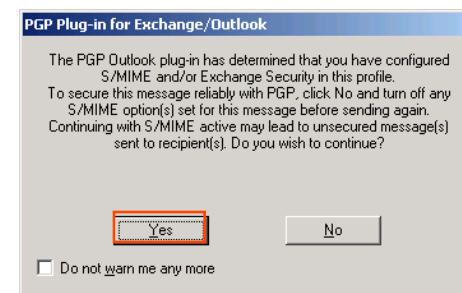 PGP Plug-in for Exchange/Outlook
The PGP Outlook plug-in has determined that you have configured
S/MIME and/or Exchange Security in this profile.
To secure this message reliably with PGP, click No and turn off any
S/MIME option(s) set for this message before sending again.
Continuing with S/MIME active may lead to unsecured message(s)
sent to recipient(s). Do you wish to continue?
Yes No
Do not warn me any more